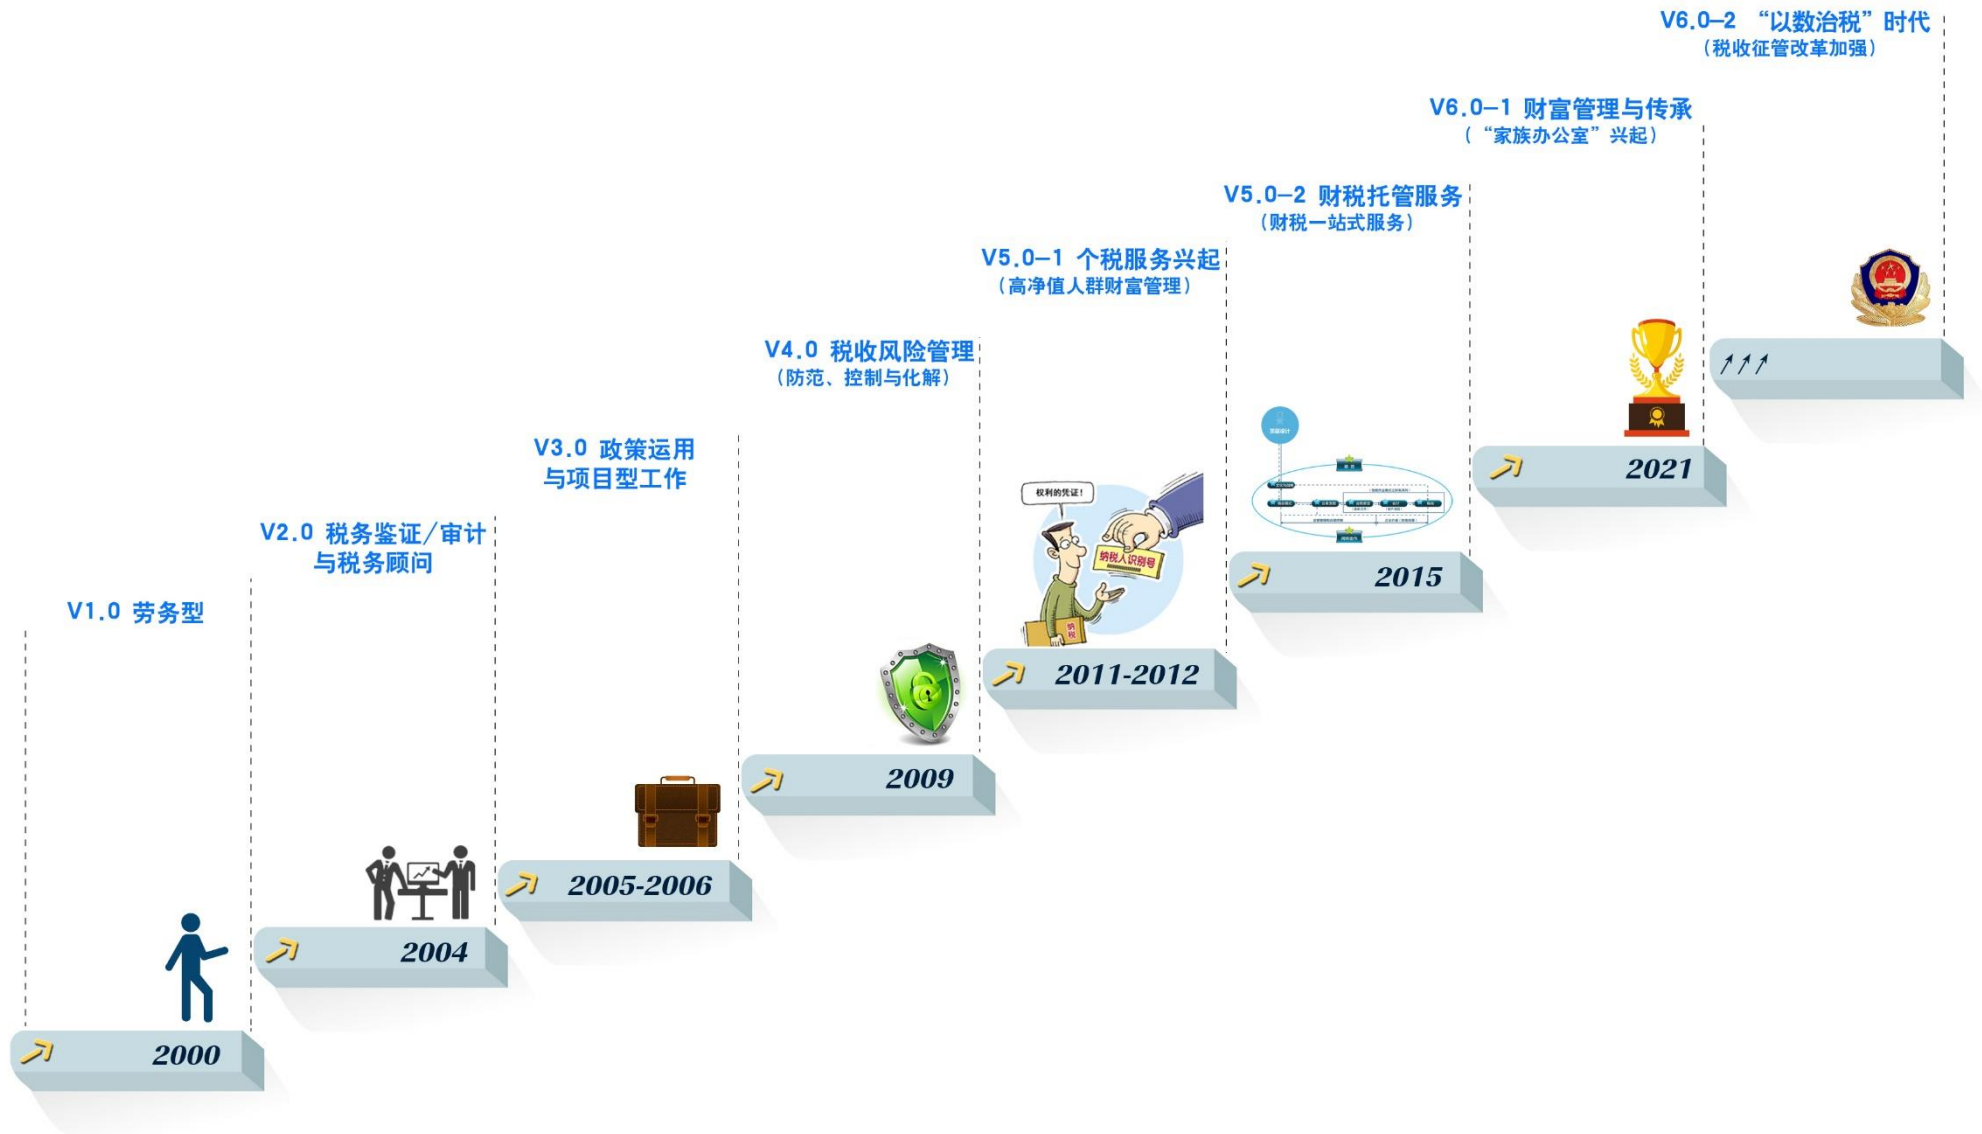 V6.0-2 “以数治税”时代
（税收征管改革加强）
V6.0-1 财富管理与传承
（“家族办公室”兴起）
V5.0-2 财税托管服务
（财税一站式服务）
V5.0-1 个税服务兴起
（高净值人群财富管理）
V4.0 税收风险管理
（防范、控制与化解）
V3.0 政策运用
与项目型工作
V2.0 税务鉴证/审计
与税务顾问
V1.0 劳务型
权利的凭证！
纳税人识别号
纳税
2021
2015
2011-2012
2009
2005-2006
2004
2000